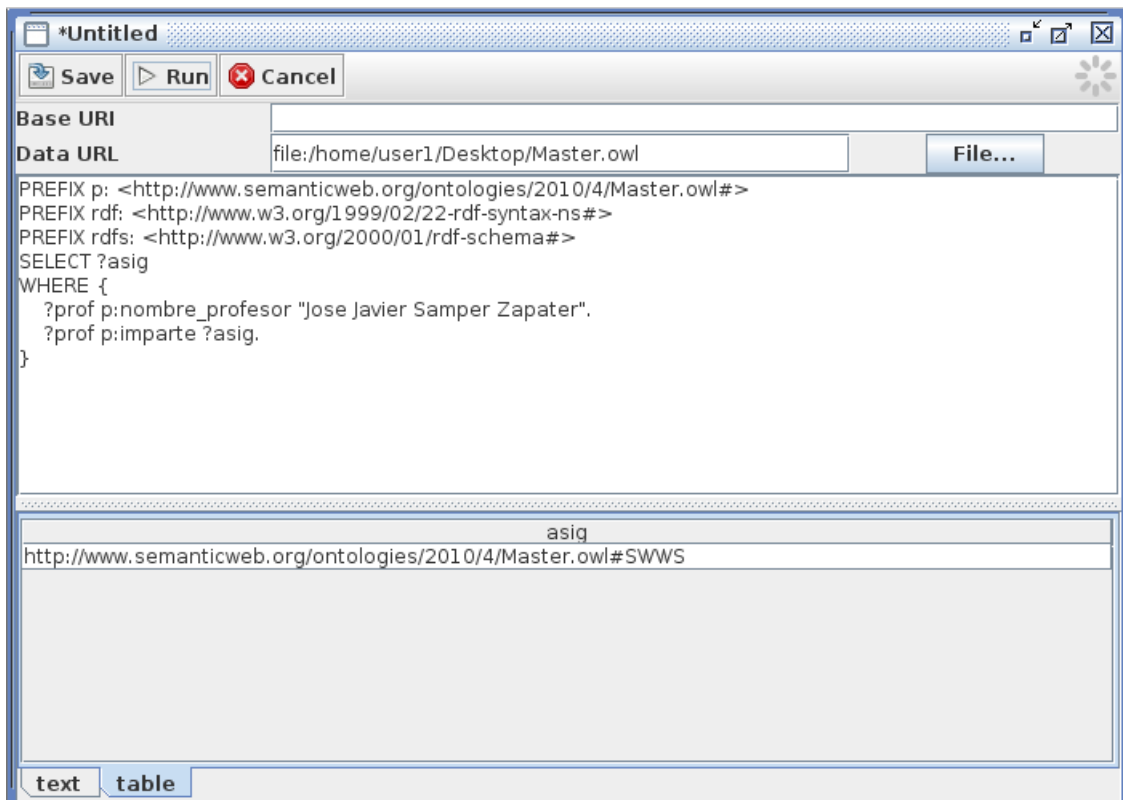 *Untitled
Save Run Cancel
Base URI
Data URL file:/home/user1/Desktop/Master.owl File...
PREFIX p: <http://www.semanticweb.org/ontologies/2010/4/Master.owl#>
PREFIX rdf: <http://www.w3.org/1999/02/22-rdf-syntax-ns#>
PREFIX rdfs: <http://www.w3.org/2000/01/rdf-schema#>
SELECT ?asig
WHERE {
?prof p:nombre_profesor "Jose Javier Samper Zapater".
?prof p:imparte ?asig.
}
asig
http://www.semanticweb.org/ontologies/2010/4/Master.owl#SWWS
text table